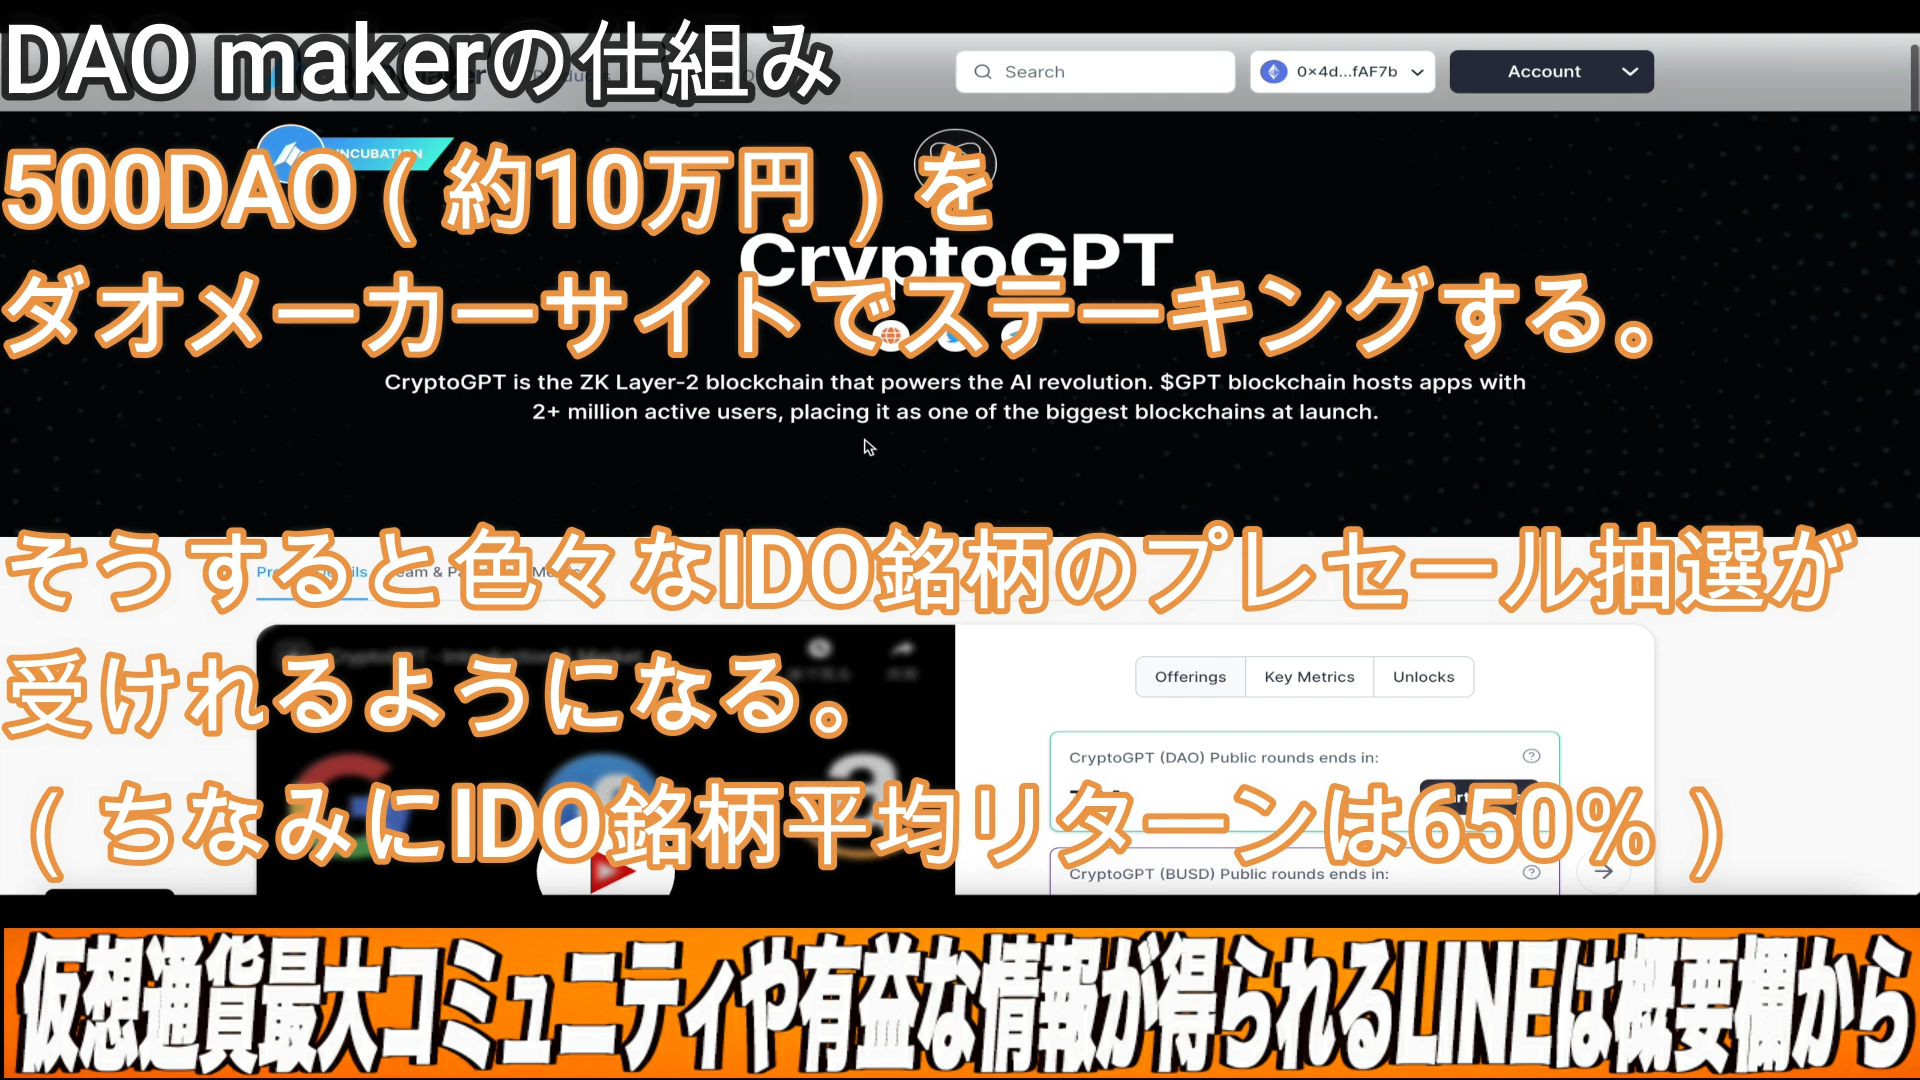 DAO makerの仕組み
Search
0×4d...fAF7b
Account
INCUBATION
500DAO（約10万円）を
CryptoGPT
ダオメーカーサイトでステーキングする。
CryptoGPT is the ZK Layer-2 blockchain that powers the AI revolution. $GPT blockchain hosts apps with
2+ million active users, placing it as one of the biggest blockchains at launch.
そうすると色々なIDO銘柄のプレセール抽選が
受けれるようになる。
Offerings
Key Metrics
Unlocks
CryptoGPT (DAO) Public rounds ends in:
（ちなみにIDO銘柄平均リターンは650％）
CryptoGPT (BUSD) Public rounds ends in:
仮想通貨最大コミュニティや有益な情報が得られるLINEは概要欄から